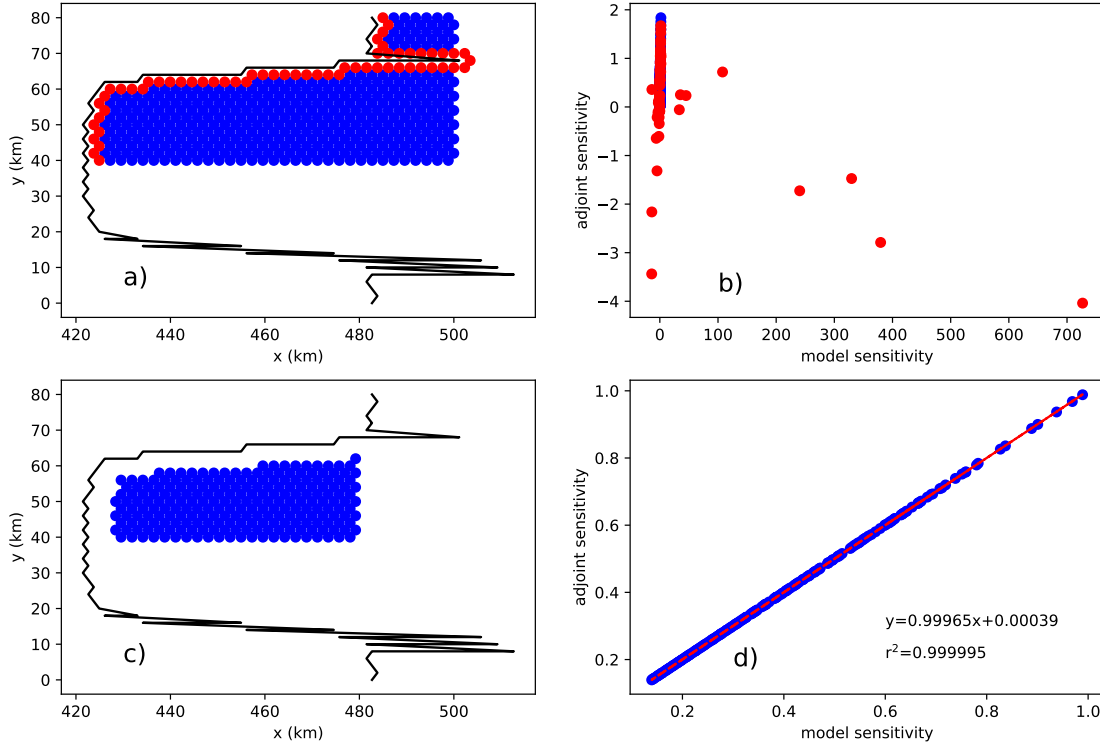 80
70
60
50
40
30
20
10
0
y (km)
a)
420 440 460 480 500
x (km)
2
1
0
−1
−2
−3
−4
adjoint sensitivity
b)
0 100 200 300 400 500 600 700
model sensitivity
80
70
60
50
40
30
20
10
0
y (km)
c)
420 440 460 480 500
x (km)
1.0
0.8
0.6
0.4
0.2
adjoint sensitivity
y=0.99965x+0.00039
r²=0.999995
d)
0.2 0.4 0.6 0.8 1.0
model sensitivity